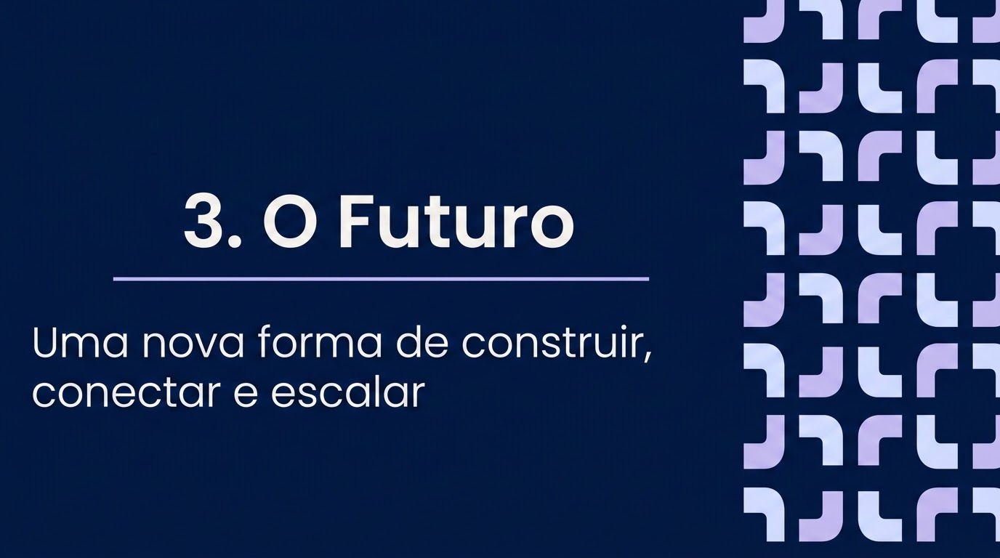 3. O Futuro
Uma nova forma de construir,
conectar e escalar